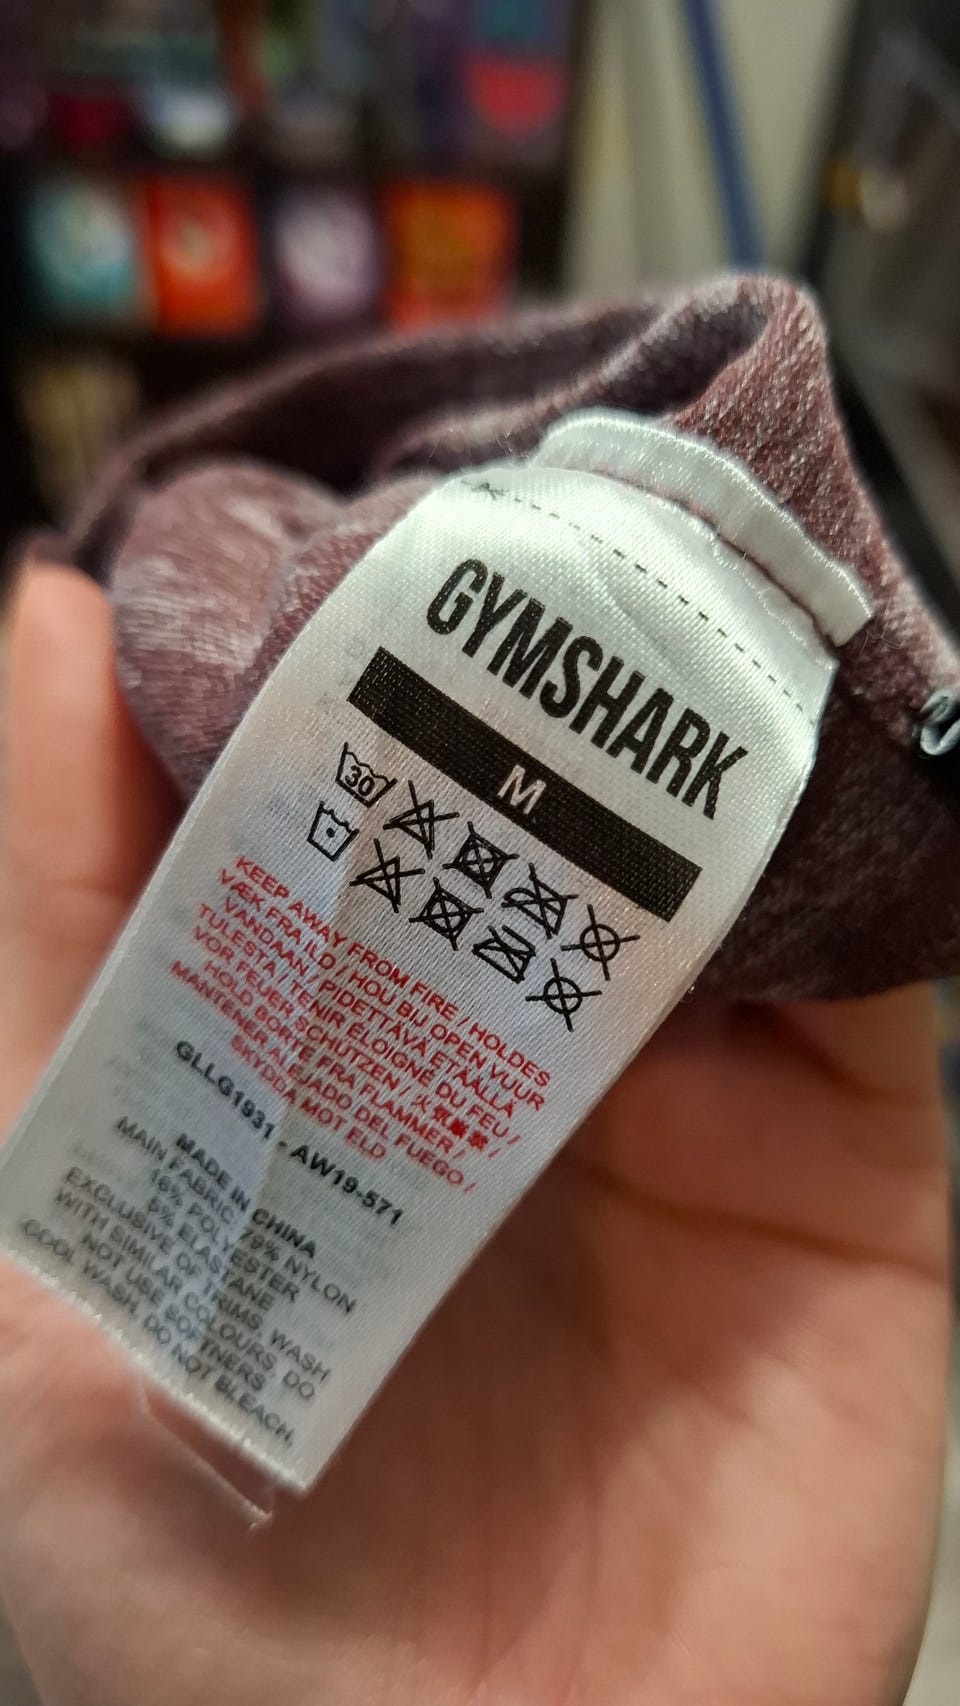 GYMSHARK
M
30
KEEP AWAY FROM FIRE / HOLDES
VÆK FRA ILD / HOU BIJ OPEN VUUR
VANDAAN / PIDETTÄVÄ ETÄÄLLÄ
TULESTA / TENIR ÉLOIGNÉ DU FEU /
VOR FEUER SCHÜTZEN /
HOLD BORTE FRA FLAMMER /
MANTENER ALEJADO DEL FUEGO /
SKYDDA MOT ELD
GLLG1931 - AW19-571
MADE IN CHINA
MAIN FABRIC: 79% NYLON
16% POLYESTER
5% ELASTANE
EXCLUSIVE OF TRIMS. WASH
WITH SIMILAR COLOURS, DO
NOT USE SOFTNERS
COOL WASH, DO NOT BLEACH.